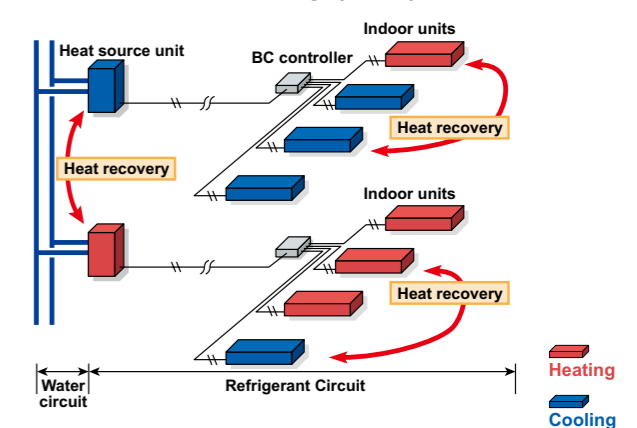 Indoor units
Heat source unit
BC controller
Heat recovery
Heat recovery
Indoor units
Heat recovery
Water
circuit
Refrigerant Circuit
Heating
Cooling